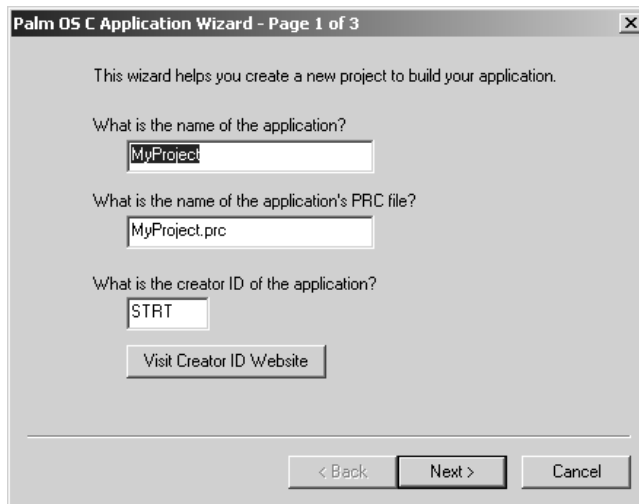 Palm OS C Application Wizard - Page 1 of 3
This wizard helps you create a new project to build your application.
What is the name of the application?
MyProject
What is the name of the application's PRC file?
MyProject.prc
What is the creator ID of the application?
STRT
Visit Creator ID Website
< Back
Next >
Cancel